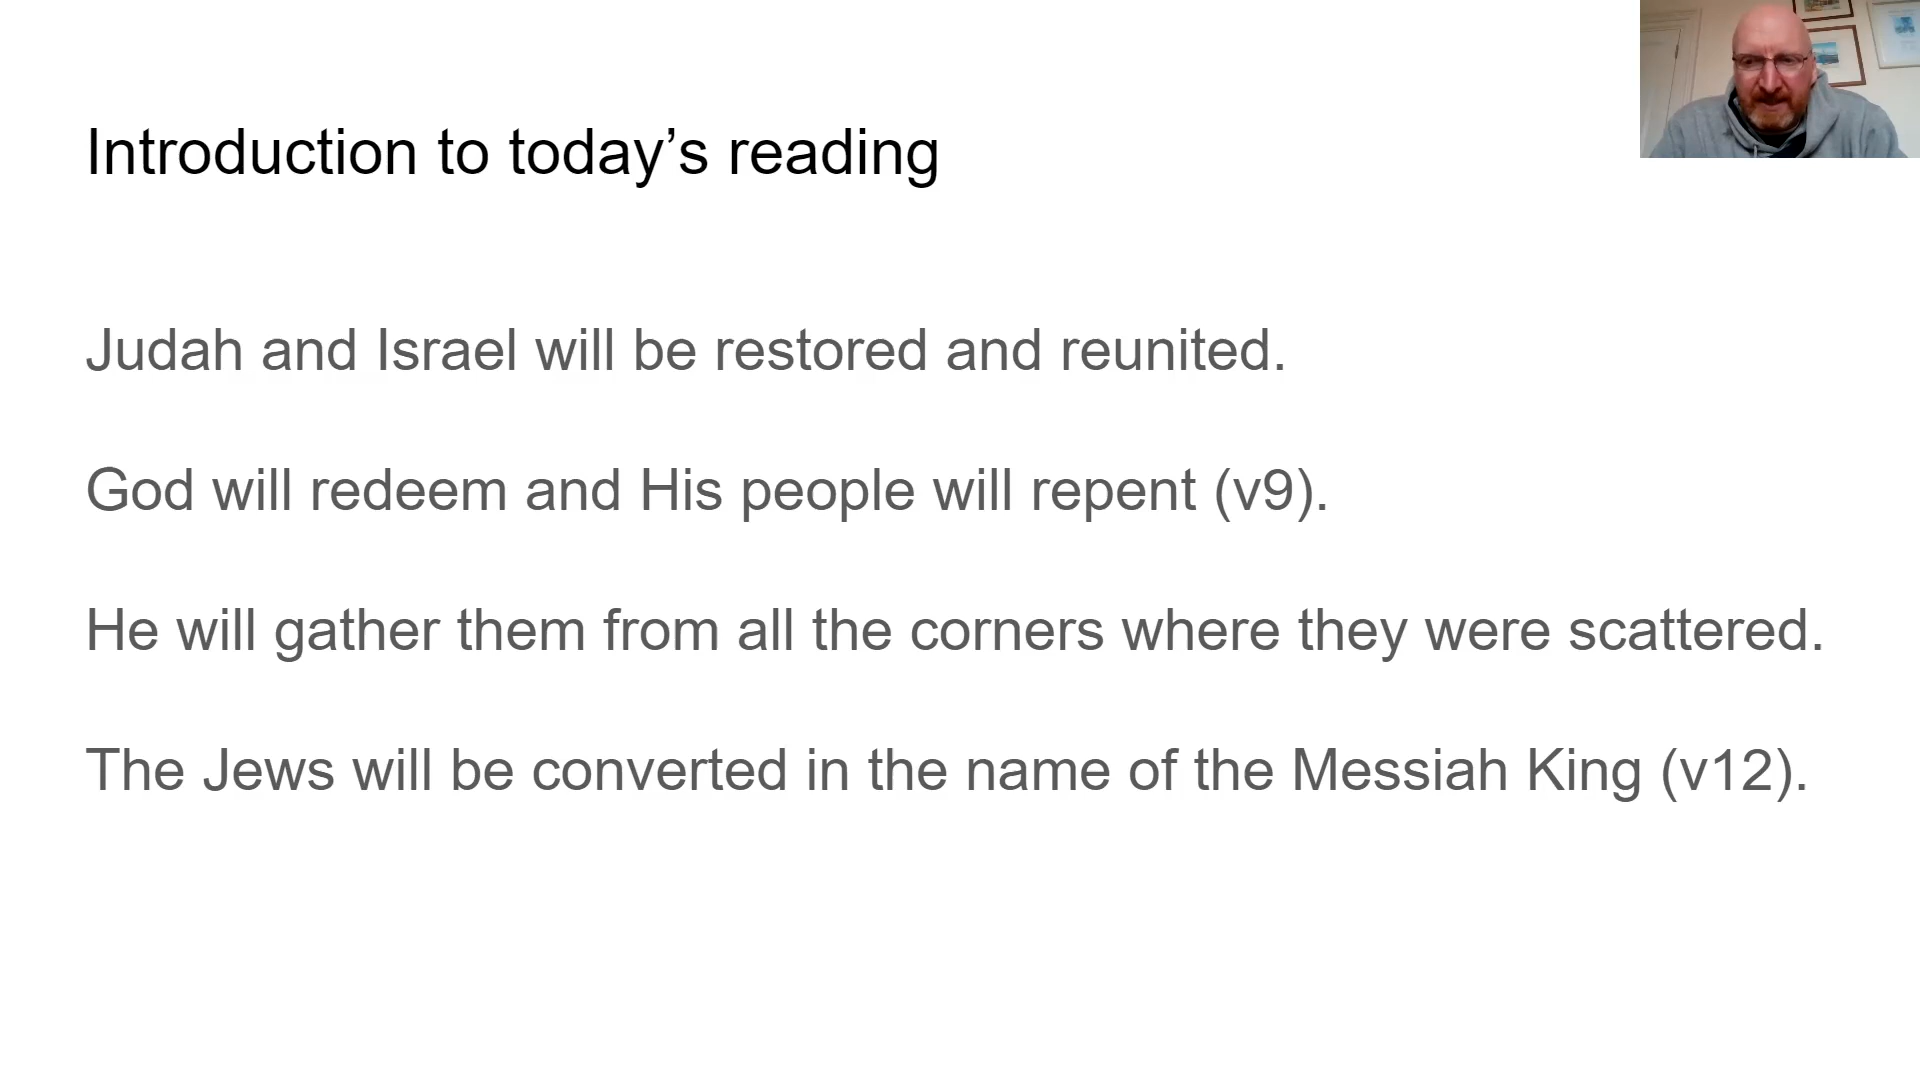 Introduction to today’s reading
Judah and Israel will be restored and reunited.
God will redeem and His people will repent (v9).
He will gather them from all the corners where they were scattered.
The Jews will be converted in the name of the Messiah King (v12).